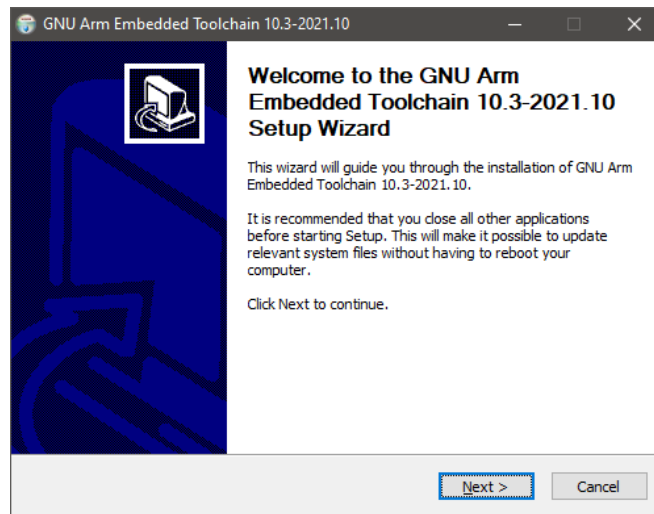 GNU Arm Embedded Toolchain 10.3-2021.10
Welcome to the GNU Arm
Embedded Toolchain 10.3-2021.10
Setup Wizard
This wizard will guide you through the installation of GNU Arm
Embedded Toolchain 10.3-2021.10.
It is recommended that you close all other applications
before starting Setup. This will make it possible to update
relevant system files without having to reboot your
computer.
Click Next to continue.
Next >
Cancel